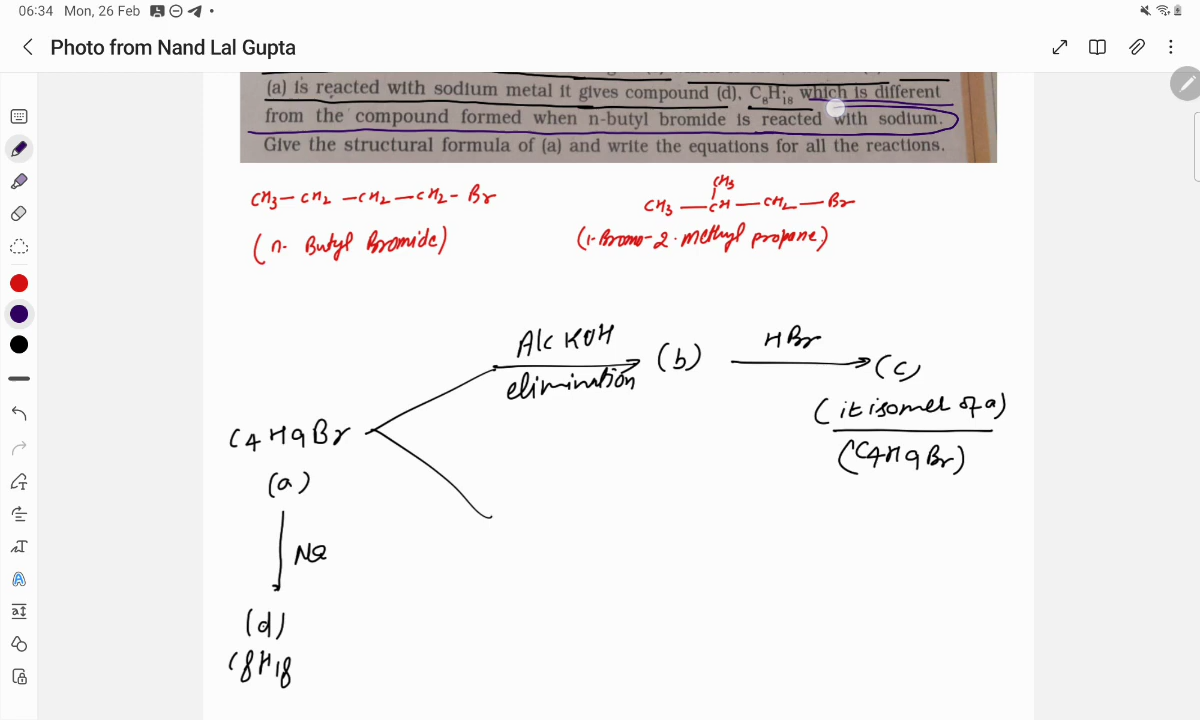 06:34 Mon, 26 Feb
Photo from Nand Lal Gupta
(a) is reacted with sodium metal it gives compound (d), C8H18 which is different
from the compound formed when n-butyl bromide is reacted with sodium.
Give the structural formula of (a) and write the equations for all the reactions.
CH3
CH3 — CH2 — CH2 — CH2 - Br
CH3 — CH — CH2 — Br
(n- Butyl Bromide)
(1-Bromo-2-methyl propane)
Alc KOH
elimination
(b)
HBr
(c)
(it isomer of a)
(C4H9Br)
C4H9Br
(a)
Na
(d)
C8H18